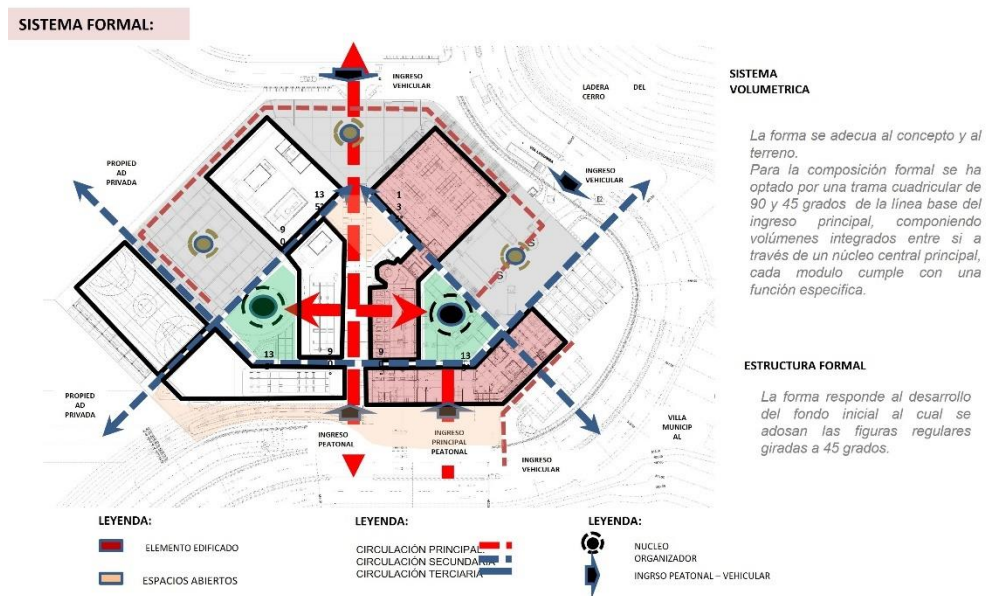 SISTEMA FORMAL:
INGRESO
VEHICULAR
LADERA DEL
CERRO
SISTEMA
VOLUMETRICA
La forma se adecua al concepto y al
terreno.
Para la composición formal se ha
optado por una trama cuadricular de
90 y 45 grados de la línea base del
ingreso principal, componiendo
volúmenes integrados entre si a
través de un núcleo central principal,
cada modulo cumple con una
función especifica.
PROPIED
AD
PRIVADA
INGRESO
VEHICULAR
13
5°
1
3
5°
9
0°
S
S
13
9
0°
9
13
ESTRUCTURA FORMAL
La forma responde al desarrollo
del fondo inicial al cual se
adosan las figuras regulares
giradas a 45 grados.
PROPIED
AD
PRIVADA
INGRESO
PEATONAL
INGRESO
PRINCIPAL
PEATONAL
INGRESO
VEHICULAR
VILLA
MUNICIP
AL
LEYENDA:
ELEMENTO EDIFICADO
ESPACIOS ABIERTOS
LEYENDA:
CIRCULACIÓN PRINCIPAL.
CIRCULACIÓN SECUNDARIA
CIRCULACIÓN TERCIARIA
LEYENDA:
NUCLEO
ORGANIZADOR
INGRSO PEATONAL – VEHICULAR